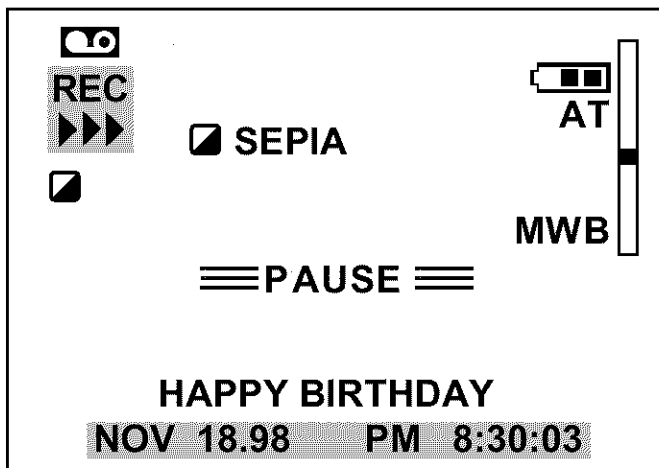 REC
AT
SEPIA
MWB
PAUSE
HAPPY BIRTHDAY
NOV 18.98 PM 8:30:03